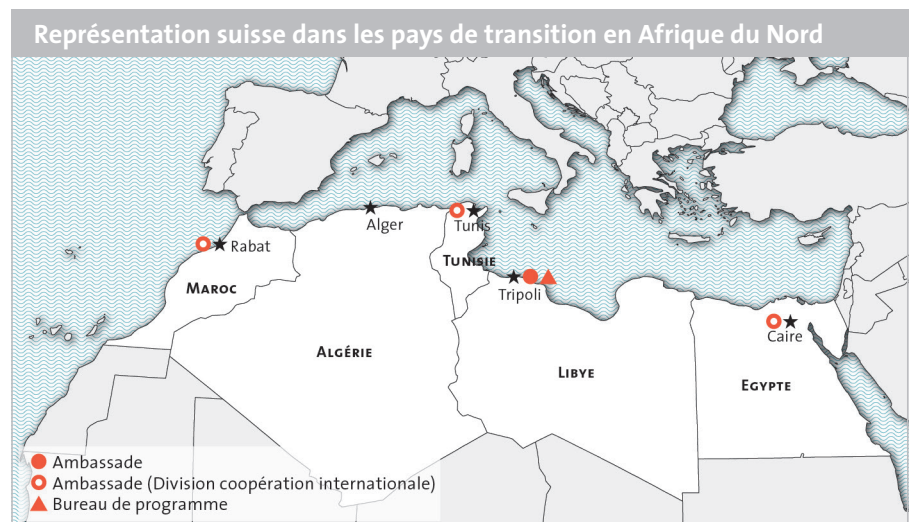 Représentation suisse dans les pays de transition en Afrique du Nord
Alger
Tunis
Rabat
TUNISIE
MAROC
Tripoli
Caire
ALGÉRIE
LIBYE
EGYPTE
Ambassade
Ambassade (Division coopération internationale)
Bureau de programme